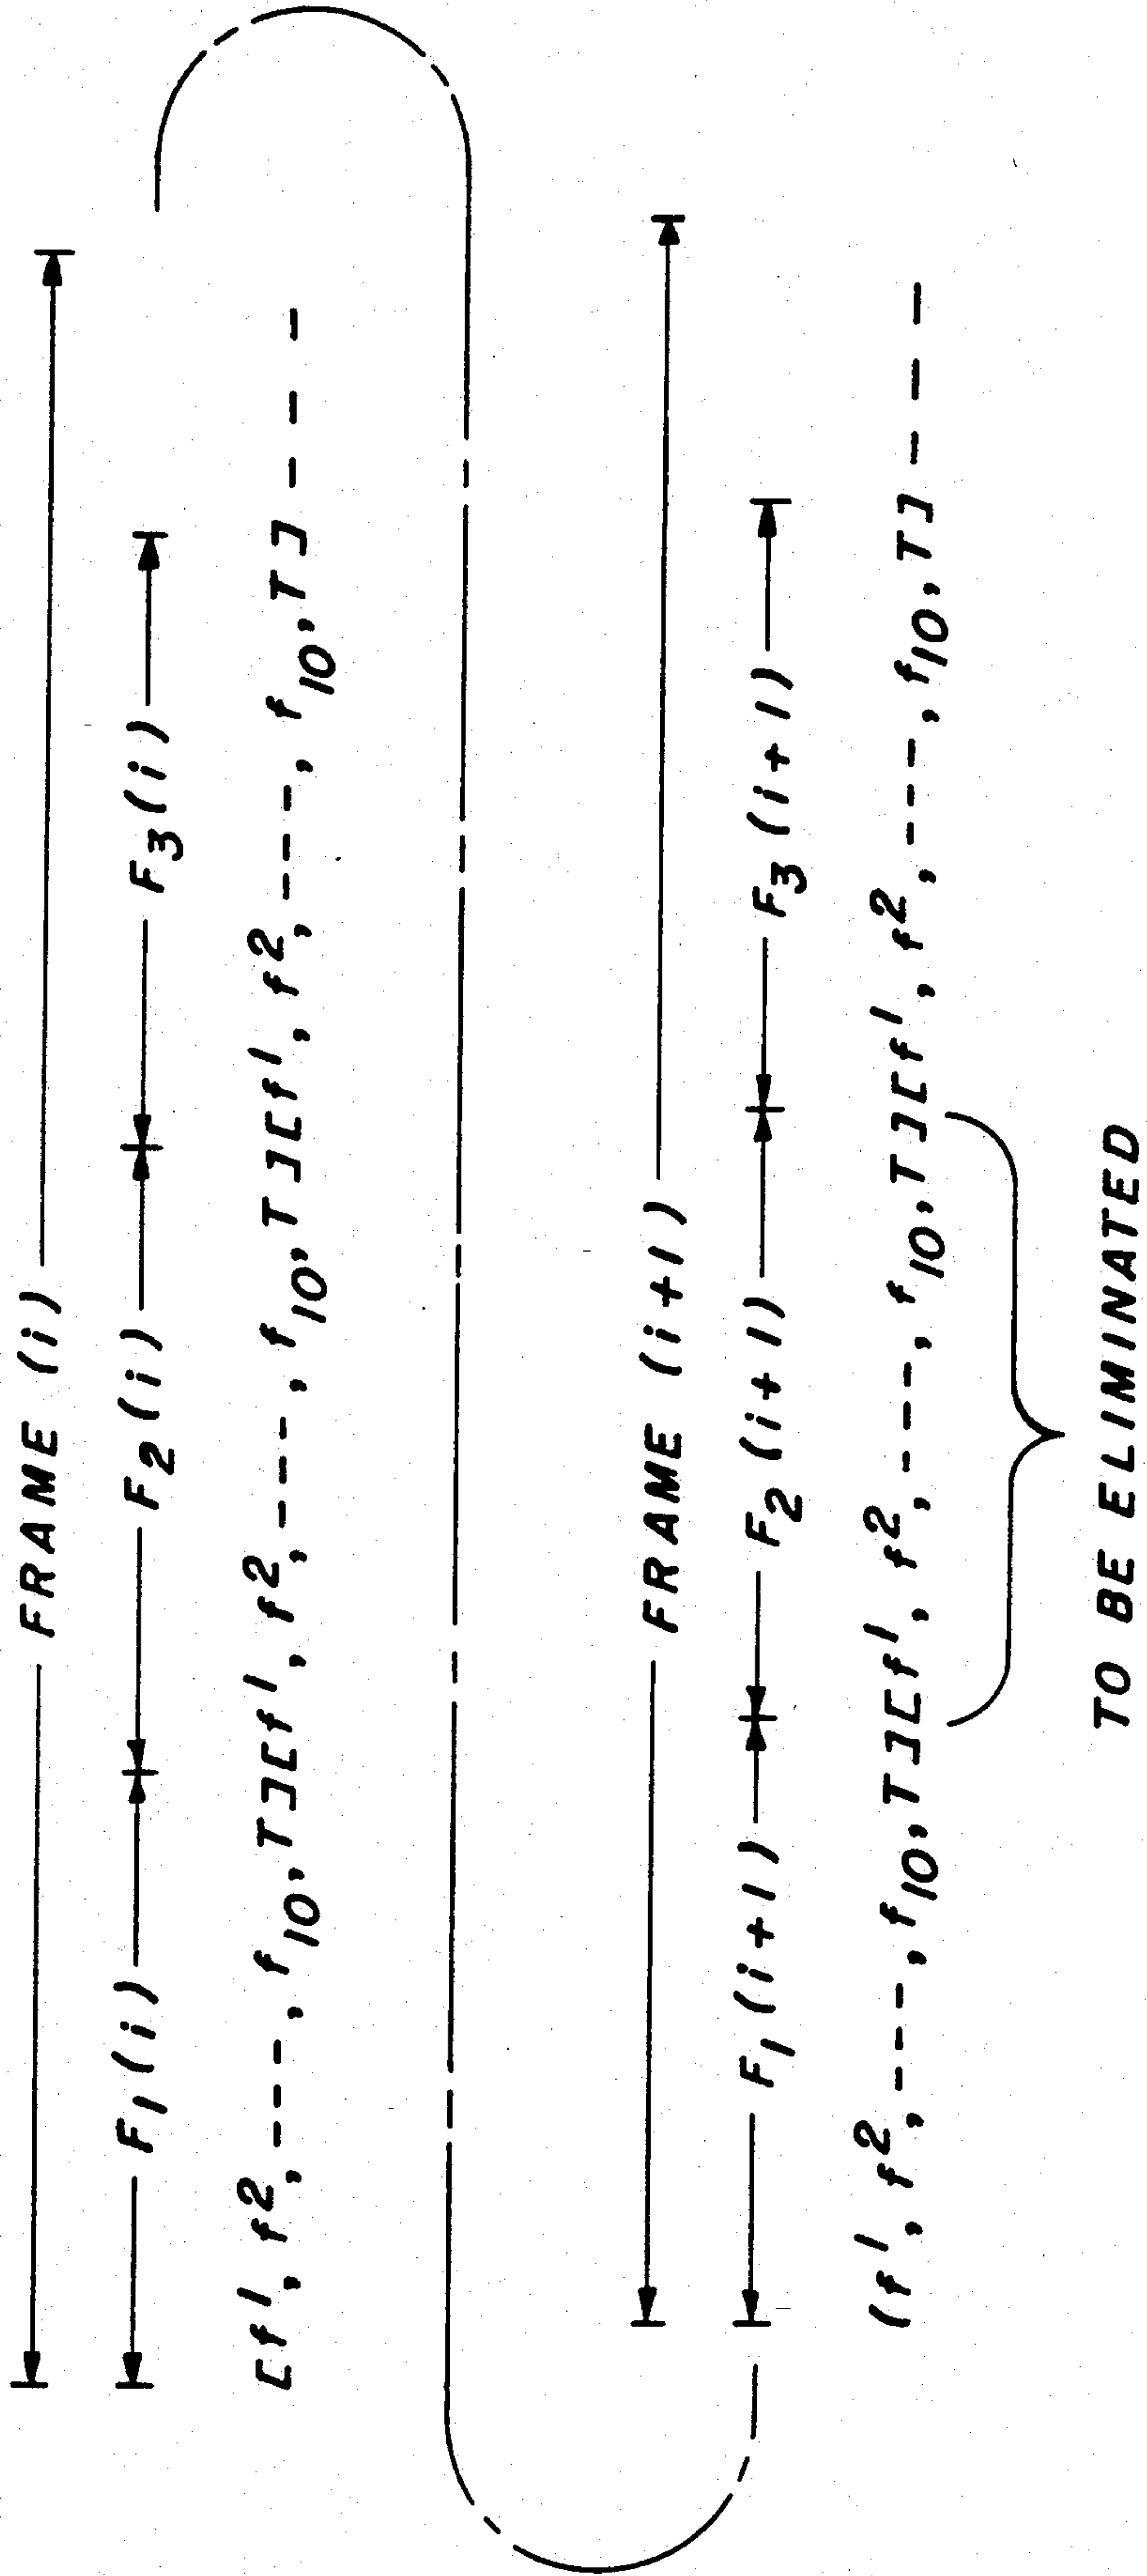 FRAME (i)
F1(i) F2(i) F3(i)
[f1, f2, ---, f10, T][f1, f2, ---, f10, T][f1, f2, ---, f10, T] - - -
FRAME (i+1)
F1(i+1) F2(i+1) F3(i+1)
(f1, f2, ---, f10, T][f1, f2, ---, f10, T][f1, f2, ---, f10, T] - - -
TO BE ELIMINATED